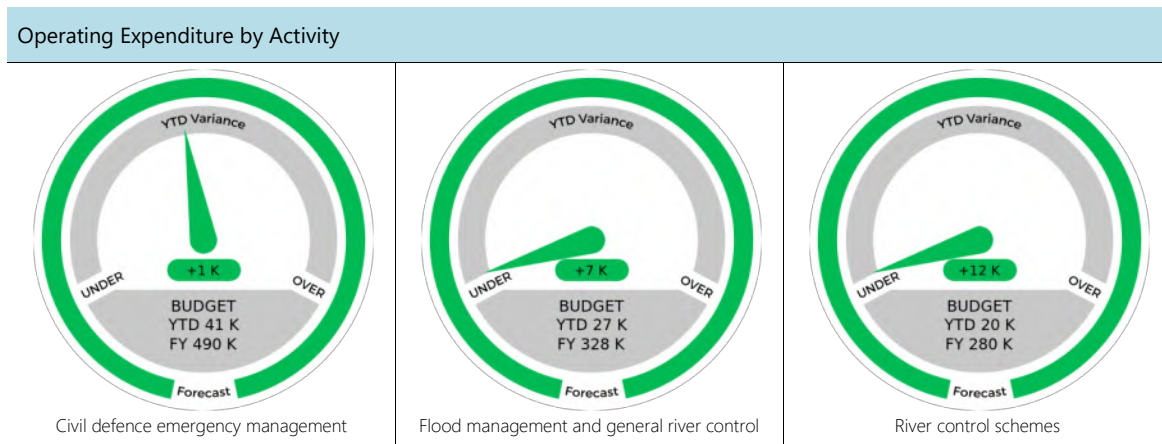 Operating Expenditure by Activity
YTD Variance
+1 K
UNDER
OVER
BUDGET
YTD 41 K
FY 490 K
Forecast
Civil defence emergency management
YTD Variance
+7 K
UNDER
OVER
BUDGET
YTD 27 K
FY 328 K
Forecast
Flood management and general river control
YTD Variance
+12 K
UNDER
OVER
BUDGET
YTD 20 K
FY 280 K
Forecast
River control schemes